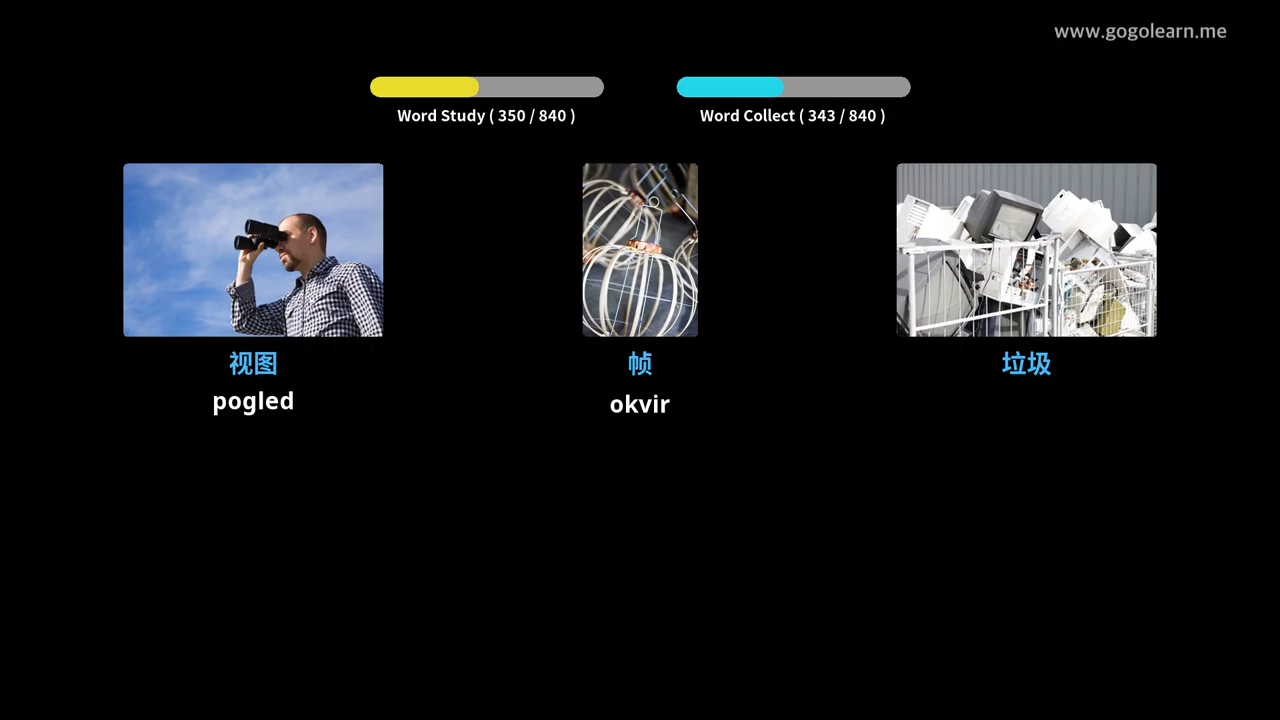 www.gogolearn.me
Word Study ( 350 / 840 )
Word Collect ( 343 / 840 )
视图
帧
垃圾
pogled
okvir